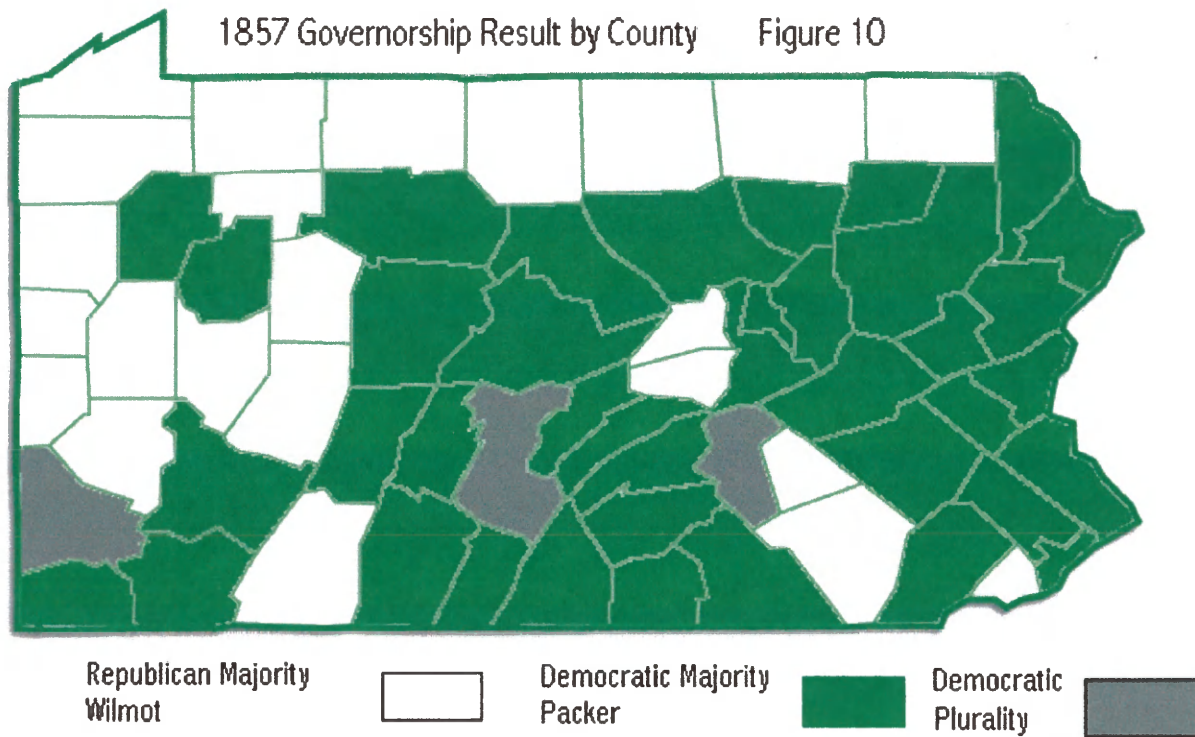 1857 Governorship Result by County Figure 10
Republican Majority
Wilmot
Democratic Majority
Packer
Democratic
Plurality